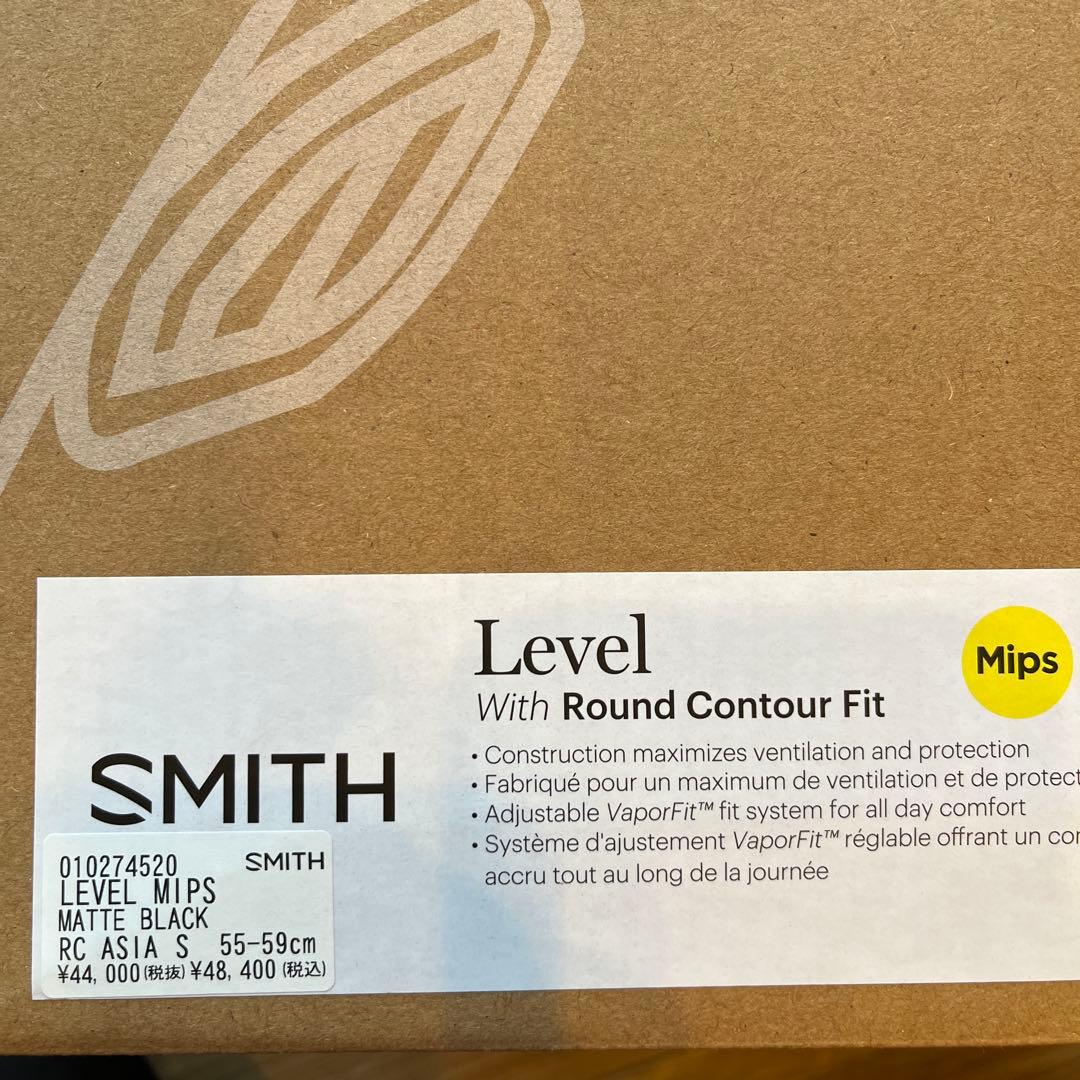 Level
With Round Contour Fit
Mips
• Construction maximizes ventilation and protection
• Fabriqué pour un maximum de ventilation et de
• Adjustable VaporFit™ fit system for all day comfort
• Système d'ajustement VaporFit™ réglable offrant un
accru tout au long de la journée
SMITH
010274520 SMITH
LEVEL MIPS
MATTE BLACK
RC ASIA S 55-59cm
¥44,000(税抜)¥48,400(税込)